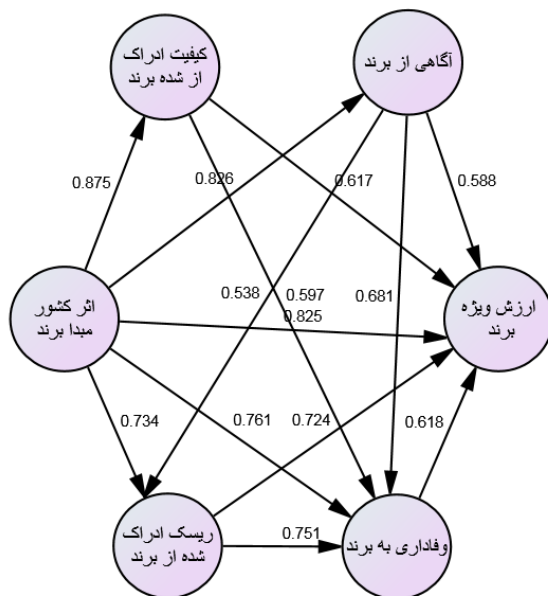 کیفیت ادراک
از شده برند
آگاهی از برند
0.875
0.826
0.617
0.588
اثر کشور
مبدا برند
0.538
0.597
0.681
0.825
ارزش ویژه
برند
0.734
0.761
0.724
0.618
ریسک ادراک
شده از برند
0.751
وفاداری به برند